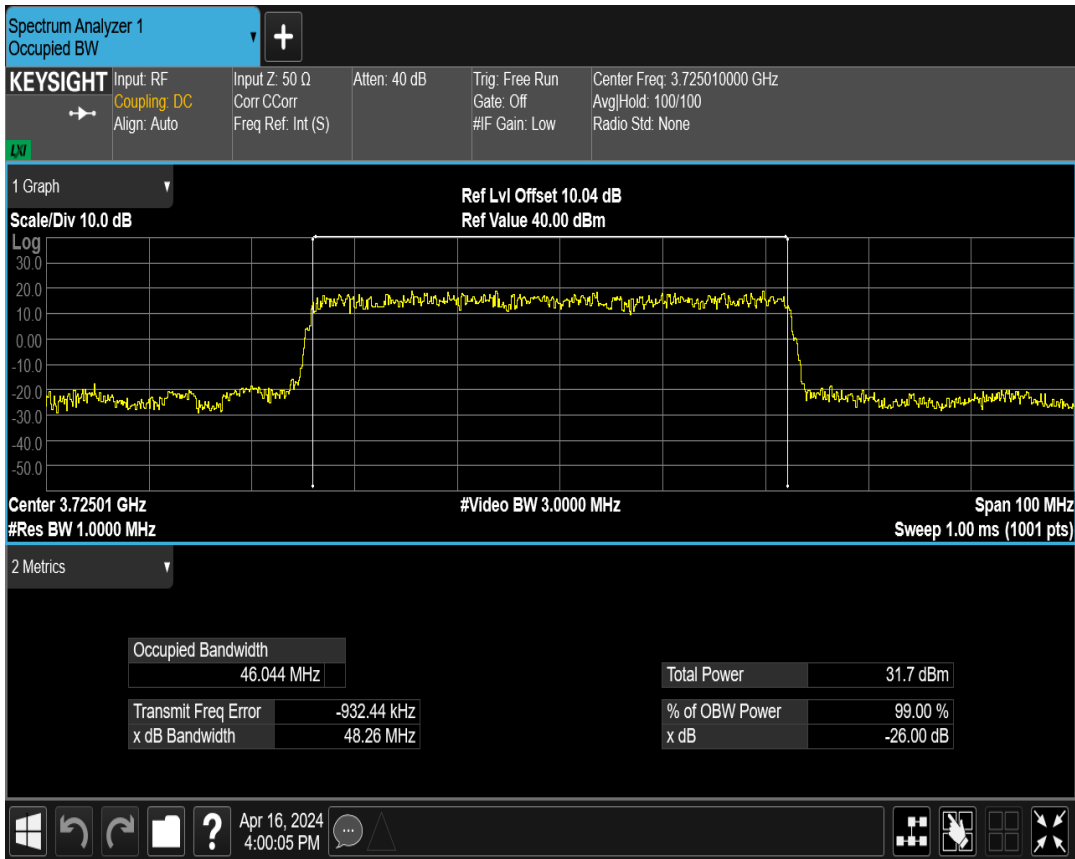 Spectrum Analyzer 1
Occupied BW
+
KEYSIGHT
LXI
Input: RF
Coupling: DC
Align: Auto
Input Z: 50 Ω
Corr CCorr
Freq Ref: Int (S)
Atten: 40 dB
Trig: Free Run
Gate: Off
#IF Gain: Low
Center Freq: 3.725010000 GHz
Avg|Hold: 100/100
Radio Std: None
1 Graph
Scale/Div 10.0 dB
Ref Lvl Offset 10.04 dB
Ref Value 40.00 dBm
Log
30.0
20.0
10.0
0.00
-10.0
-20.0
-30.0
-40.0
-50.0
Center 3.72501 GHz
#Video BW 3.0000 MHz
Span 100 MHz
#Res BW 1.0000 MHz
Sweep 1.00 ms (1001 pts)
2 Metrics
Occupied Bandwidth
46.044 MHz
Transmit Freq Error -932.44 kHz
x dB Bandwidth 48.26 MHz
Total Power 31.7 dBm
% of OBW Power 99.00 %
x dB -26.00 dB
?
Apr 16, 2024
4:00:05 PM